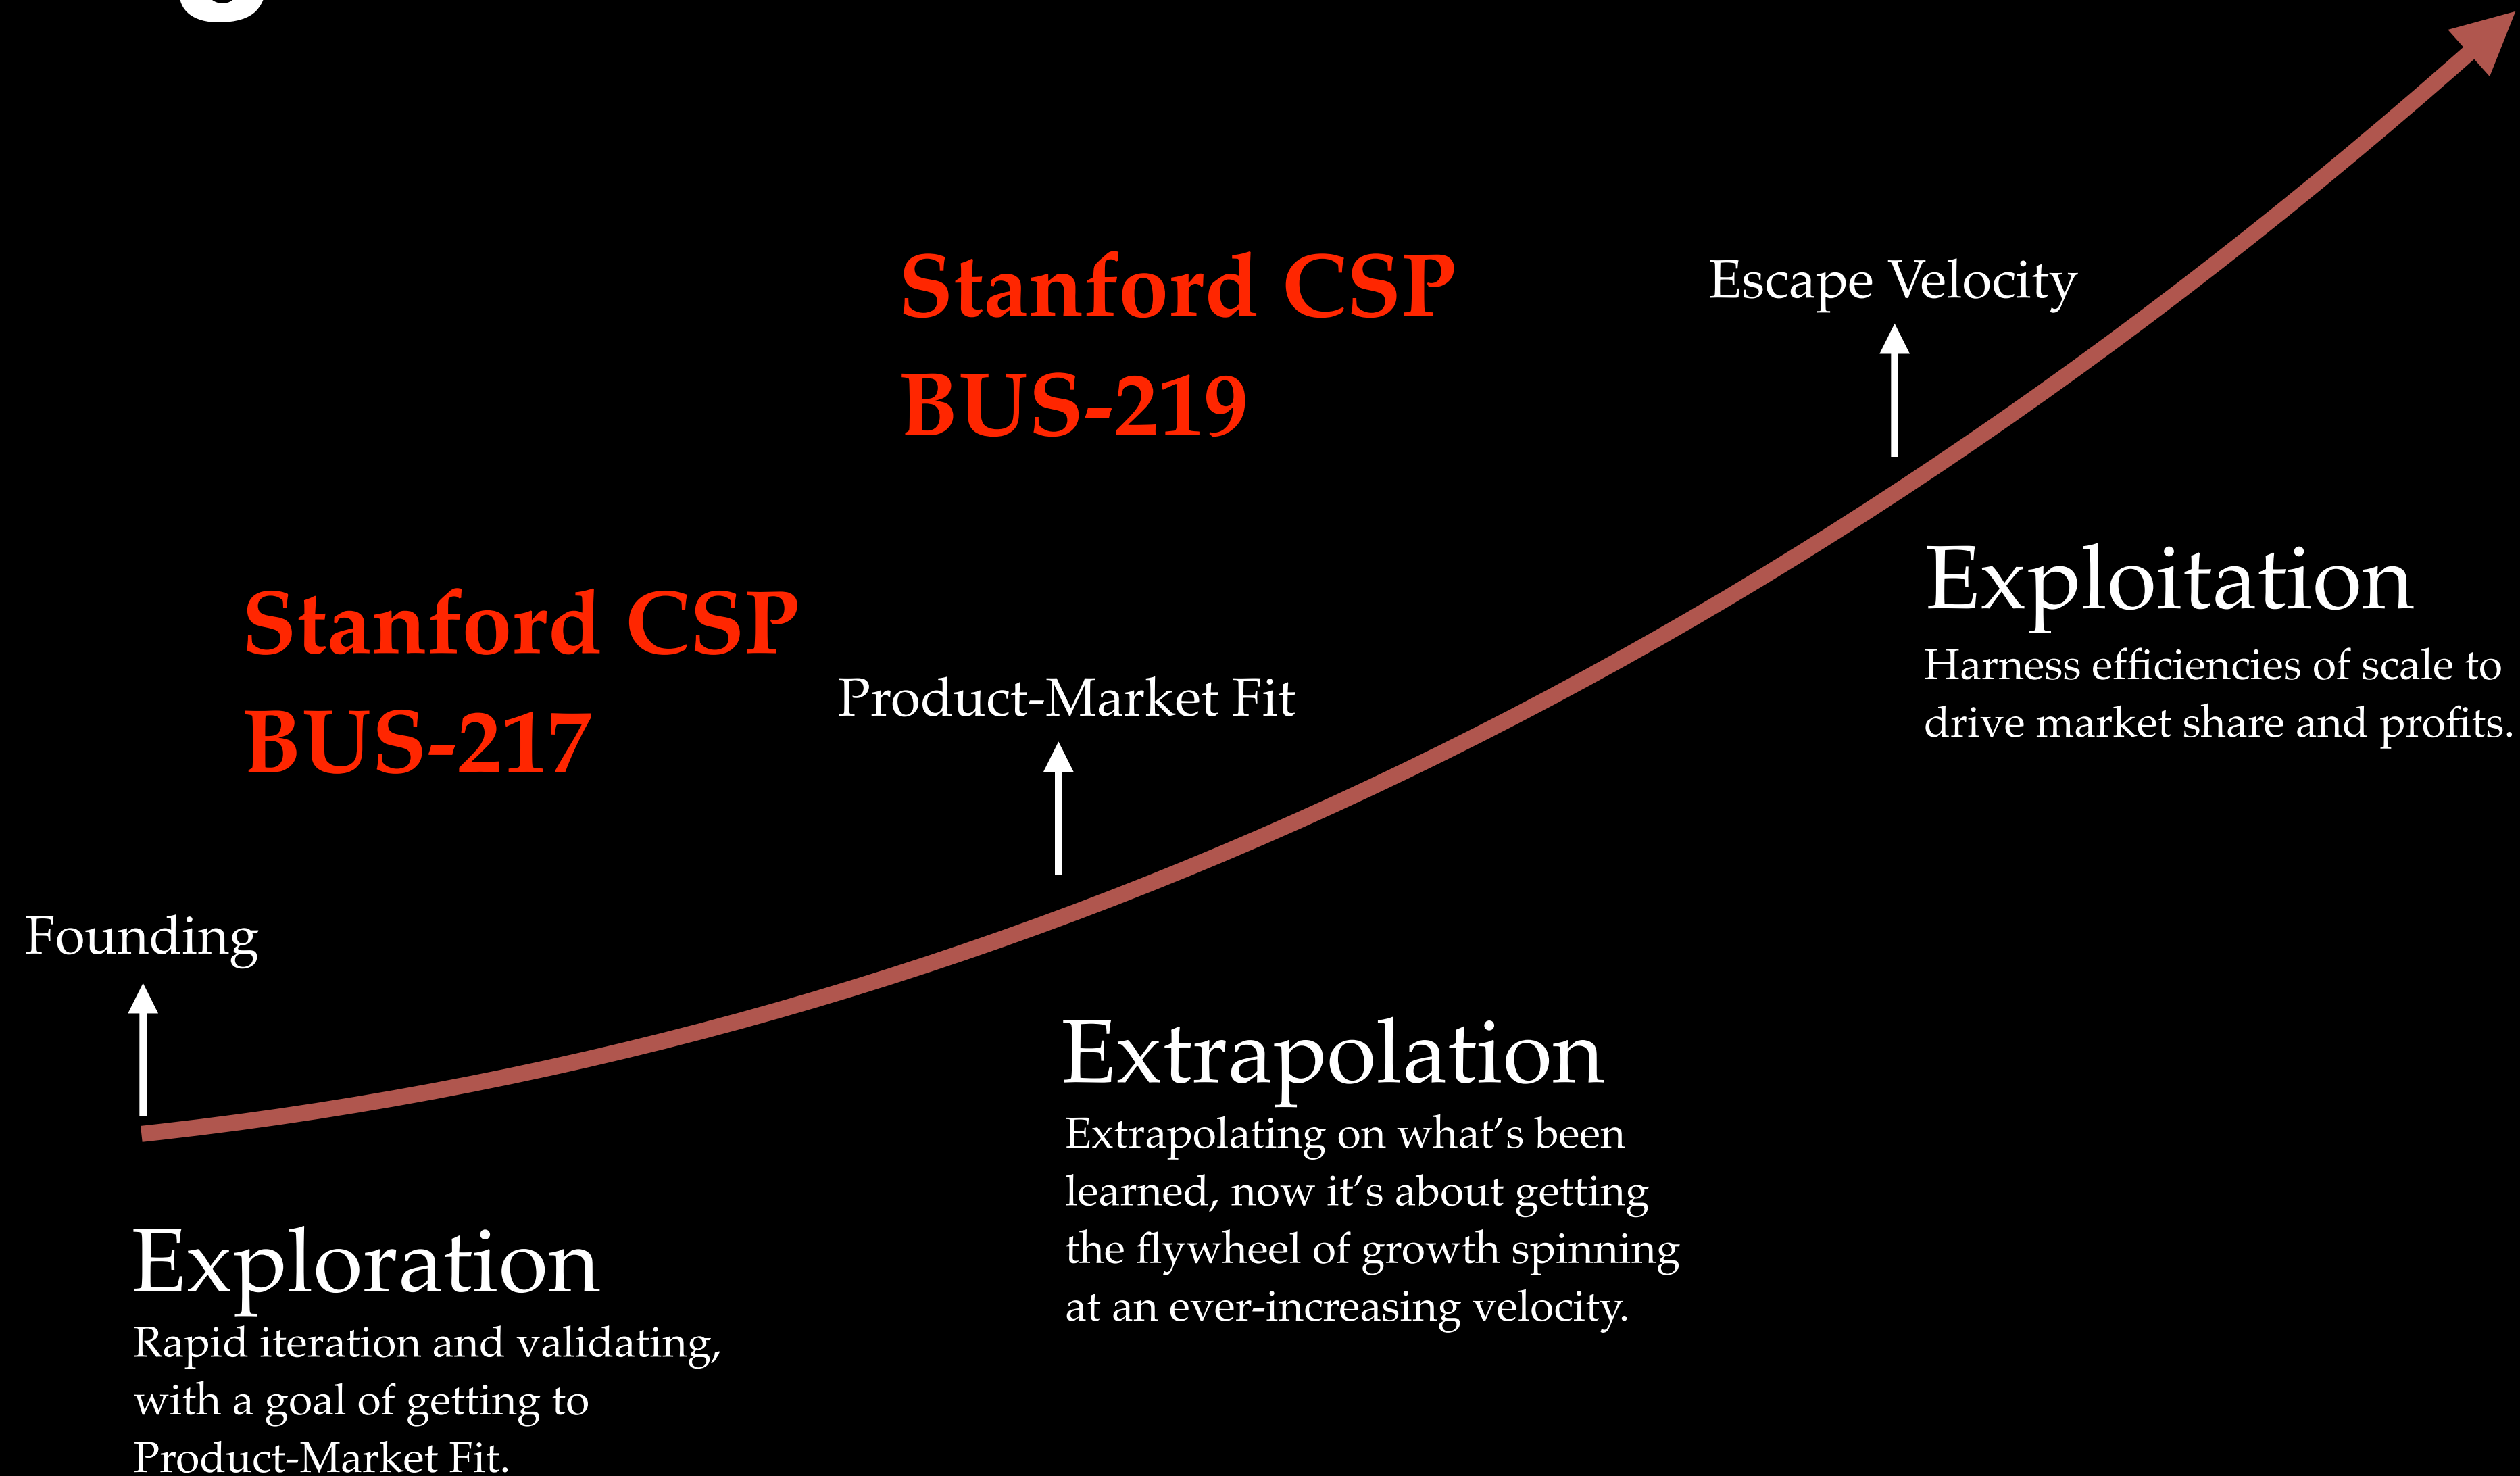 Stanford CSP
BUS-219
Escape Velocity
Exploitation
Harness efficiencies of scale to
drive market share and profits.
Stanford CSP
BUS-217
Product-Market Fit
Founding
Extrapolation
Extrapolating on what’s been
learned, now it’s about getting
the flywheel of growth spinning
at an ever-increasing velocity.
Exploration
Rapid iteration and validating,
with a goal of getting to
Product-Market Fit.